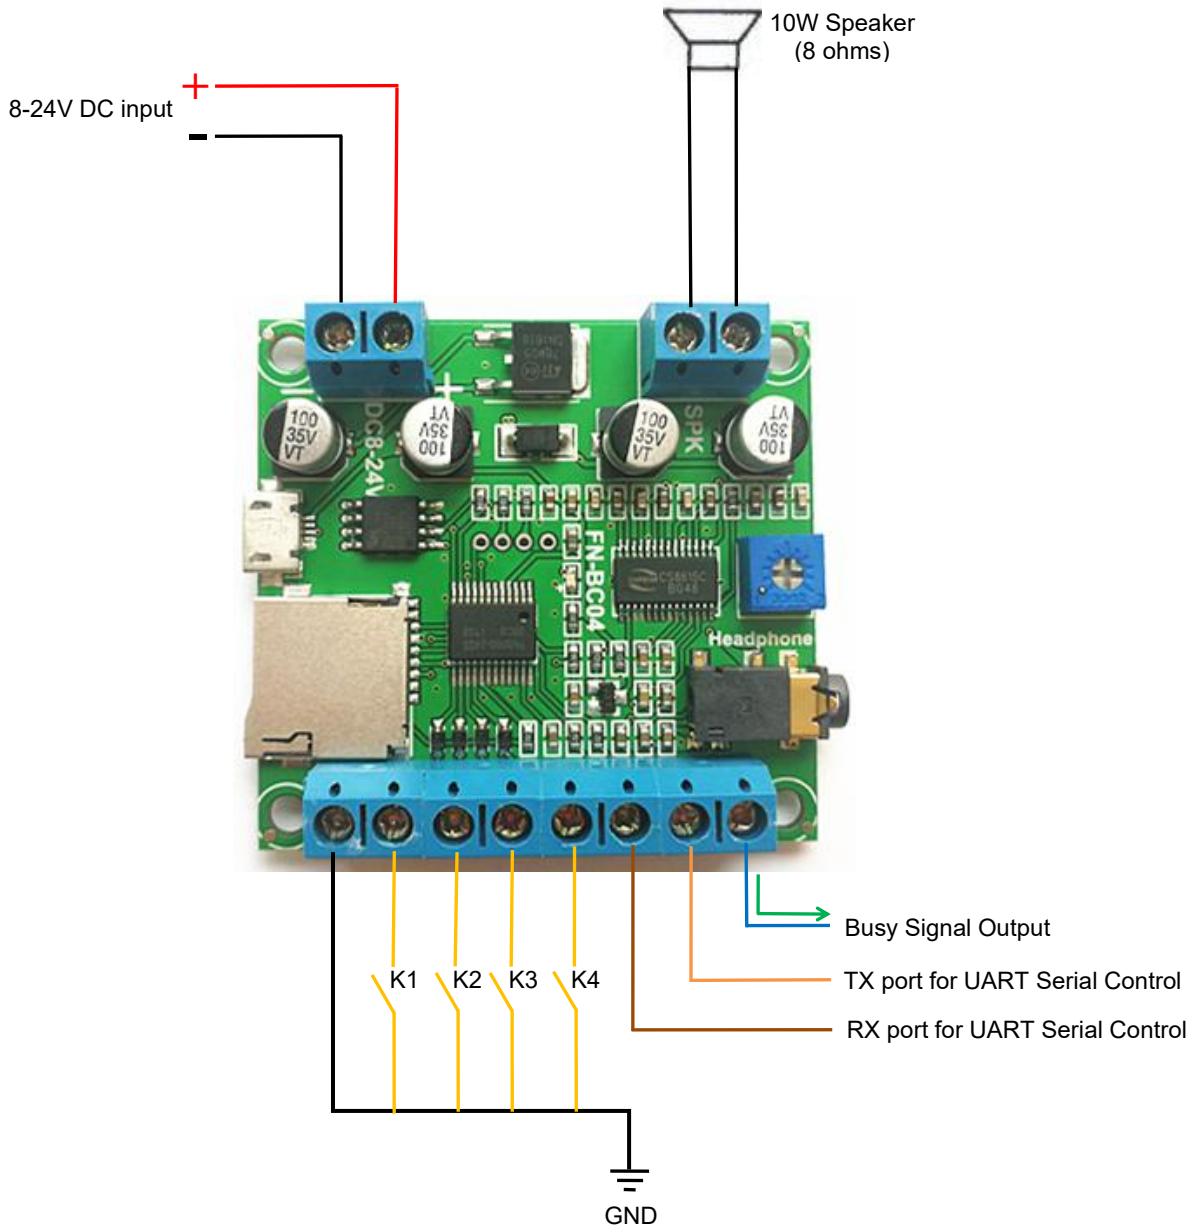 10W Speaker
(8 ohms)
+
8-24V DC input
-
+
DC8-24V
SPK
100
35V
VT
100
35V
VT
100
35V
VT
100
35V
VT
FN-BC04
Headphone
K1
K2
K3
K4
Busy Signal Output
TX port for UART Serial Control
RX port for UART Serial Control
GND